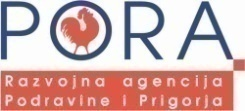 PORA
Razvojna agencija
Podravine i Prigorja